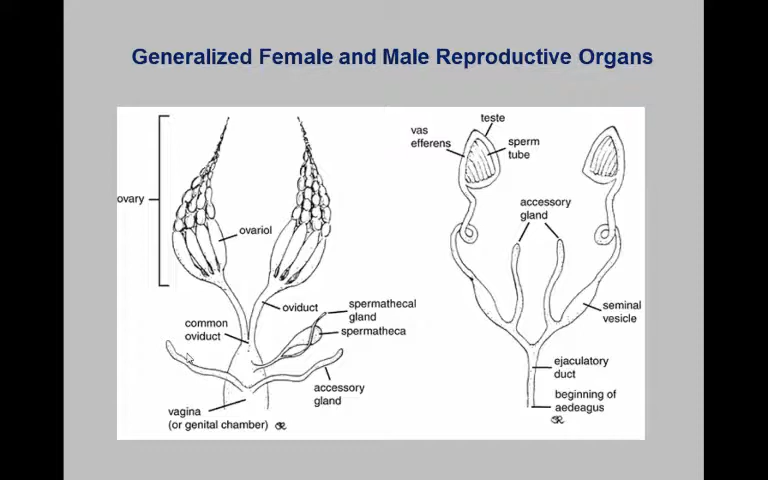 Generalized Female and Male Reproductive Organs
ovary
ovariol
oviduct
common
oviduct
spermathecal
gland
spermatheca
accessory
gland
vagina
(or genital chamber)
teste
vas
efferens
sperm
tube
accessory
gland
seminal
vesicle
ejaculatory
duct
beginning of
aedeagus